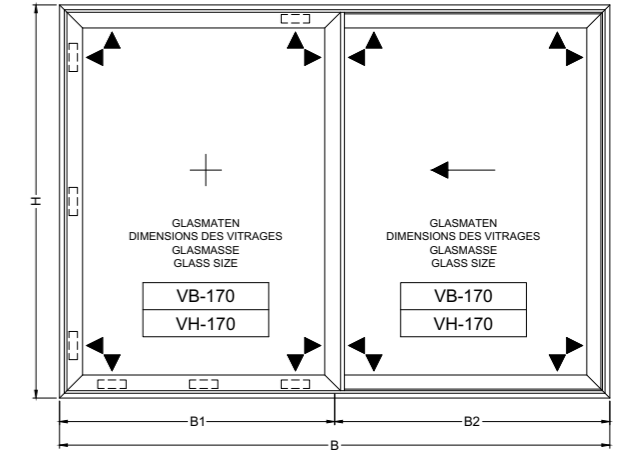 H
GLASMATEN
DIMENSIONS DES VITRAGES
GLASMASSE
GLASS SIZE
VB-170
VH-170
GLASMATEN
DIMENSIONS DES VITRAGES
GLASMASSE
GLASS SIZE
VB-170
VH-170
B1
B2
B